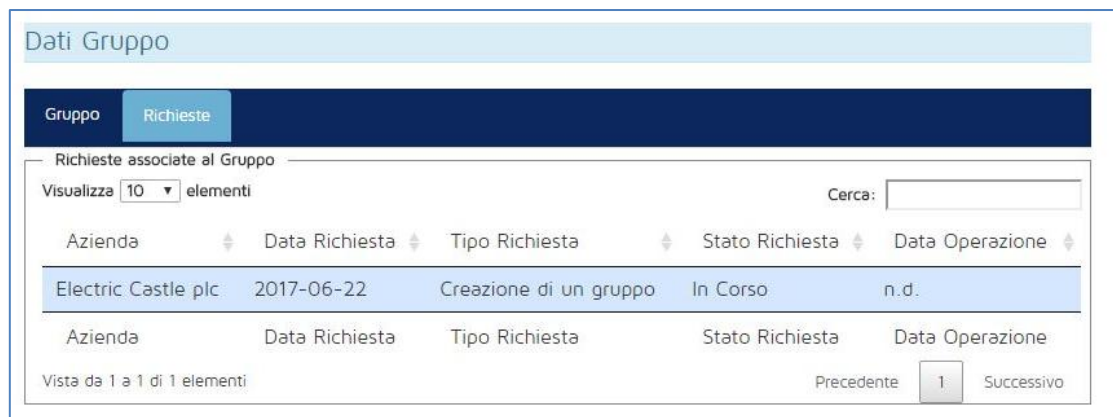 Dati Gruppo
Gruppo Richieste
Richieste associate al Gruppo
Visualizza 10 elementi Cerca:
Azienda Data Richiesta Tipo Richiesta Stato Richiesta Data Operazione
Electric Castle plc 2017-06-22 Creazione di un gruppo In Corso n.d.
Azienda Data Richiesta Tipo Richiesta Stato Richiesta Data Operazione
Vista da 1 a 1 di 1 elementi Precedente 1 Successivo